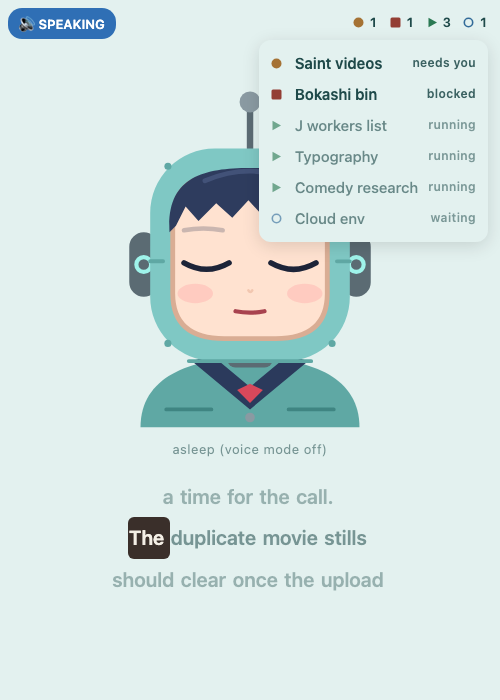 SPEAKING
1 1 3 1
Saint videos needs you
Bokashi bin blocked
J workers list running
Typography running
Comedy research running
Cloud env waiting
asleep (voice mode off)
a time for the call.
The duplicate movie stills
should clear once the upload